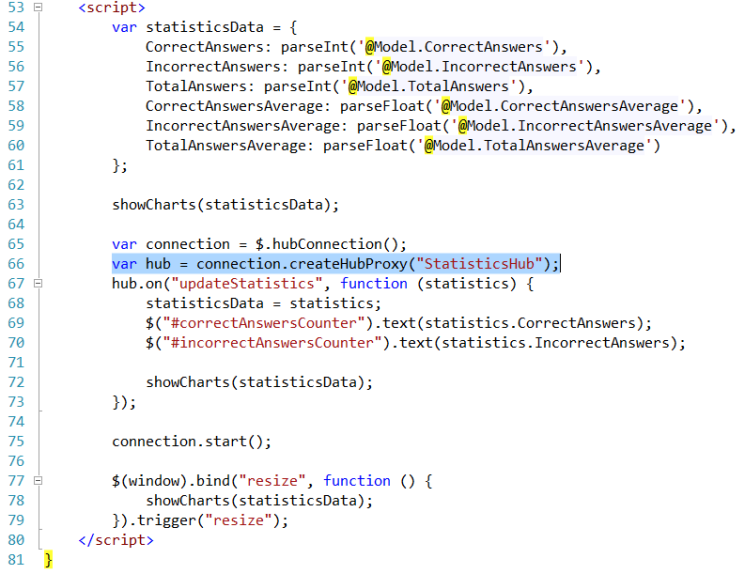 53 <script>
54 var statisticsData = {
55 CorrectAnswers: parseInt('@Model.CorrectAnswers'),
56 IncorrectAnswers: parseInt('@Model.IncorrectAnswers'),
57 TotalAnswers: parseInt('@Model.TotalAnswers'),
58 CorrectAnswersAverage: parseFloat('@Model.CorrectAnswersAverage'),
59 IncorrectAnswersAverage: parseFloat('@Model.IncorrectAnswersAverage'),
60 TotalAnswersAverage: parseFloat('@Model.TotalAnswersAverage')
61 };
62
63 showCharts(statisticsData);
64
65 var connection = $.hubConnection();
66 var hub = connection.createHubProxy("StatisticsHub");
67 hub.on("updateStatistics", function (statistics) {
68 statisticsData = statistics;
69 $("#correctAnswersCounter").text(statistics.CorrectAnswers);
70 $("#incorrectAnswersCounter").text(statistics.IncorrectAnswers);
71
72 showCharts(statisticsData);
73 });
74
75 connection.start();
76
77 $(window).bind("resize", function () {
78 showCharts(statisticsData);
79 }).trigger("resize");
80 </script>
81 }